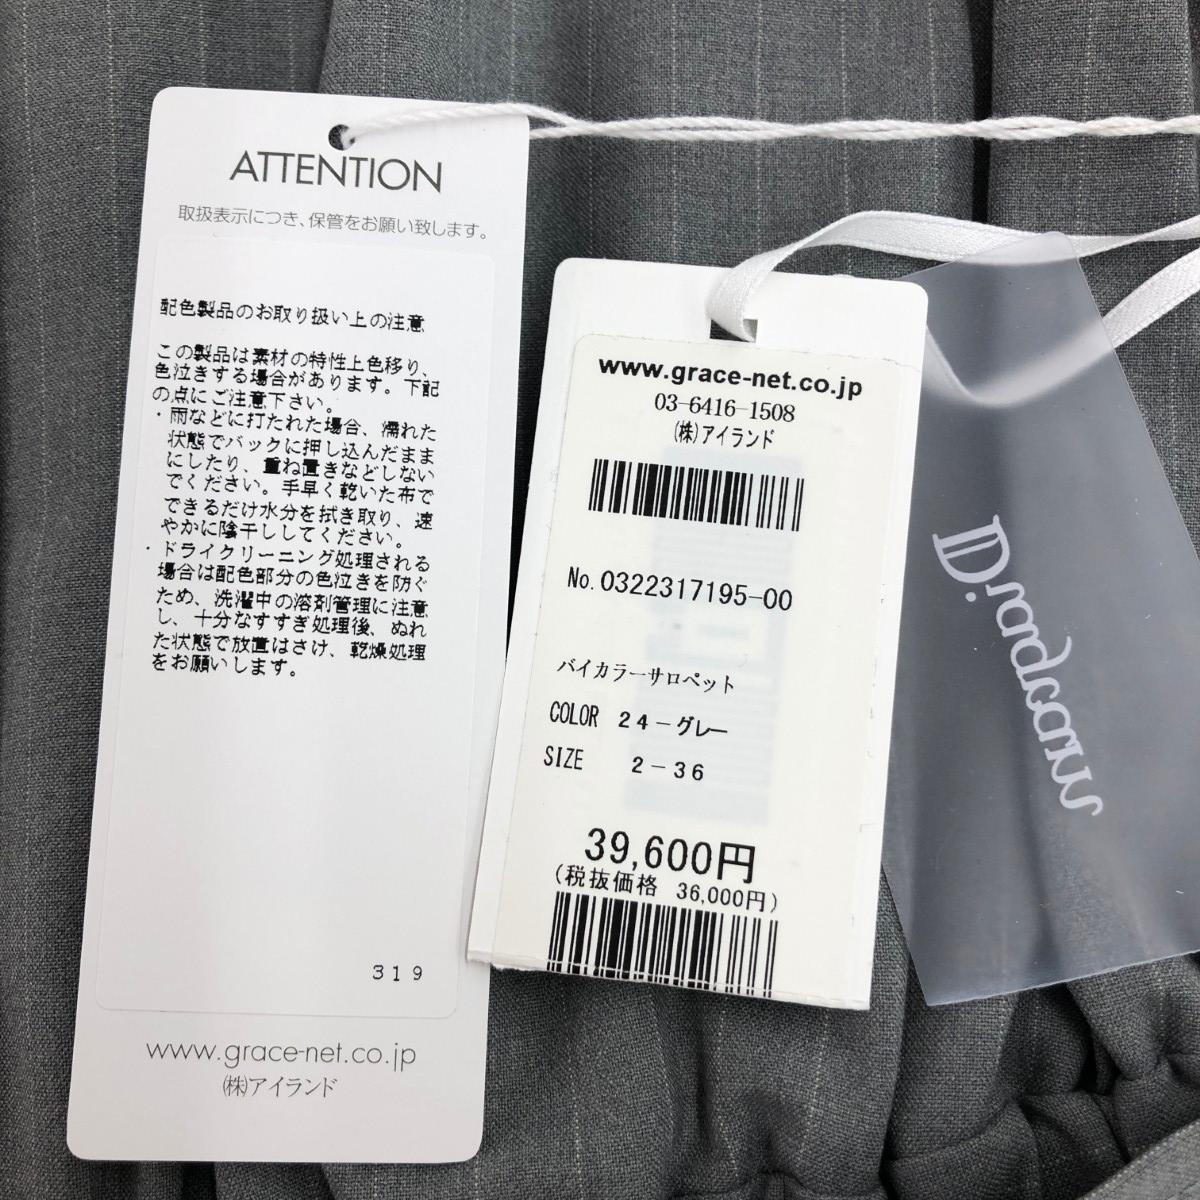 ATTENTION
取扱表示につき、保管をお願い致します。
配色製品のお取り扱い上の注意
この製品は素材の特性上色移り、
色泣きする場合があります。下記
の点にご注意下さい。
・雨などに打たれた場合、濡れた
状態でバックに押し込んだまま
にしたり、重ね置きなどしない
でください。手早く乾いた布で
できるだけ水分を拭き取り、速
やかに陰干ししてください。
・ドライクリーニング処理される
場合は配色部分の色泣きを防ぐ
ため、洗濯中の溶剤管理に注意
し、十分なすすぎ処理後、ぬれ
た状態で放置はさけ、乾燥処理
をお願いします。
319
www.grace-net.co.jp
(株)アイランド
www.grace-net.co.jp
03-6416-1508
(株)アイランド
No.0322317195-00
バイカラーサロペット
COLOR 24-グレー
SIZE 2-36
39,600円
(税抜価格 36,000円)